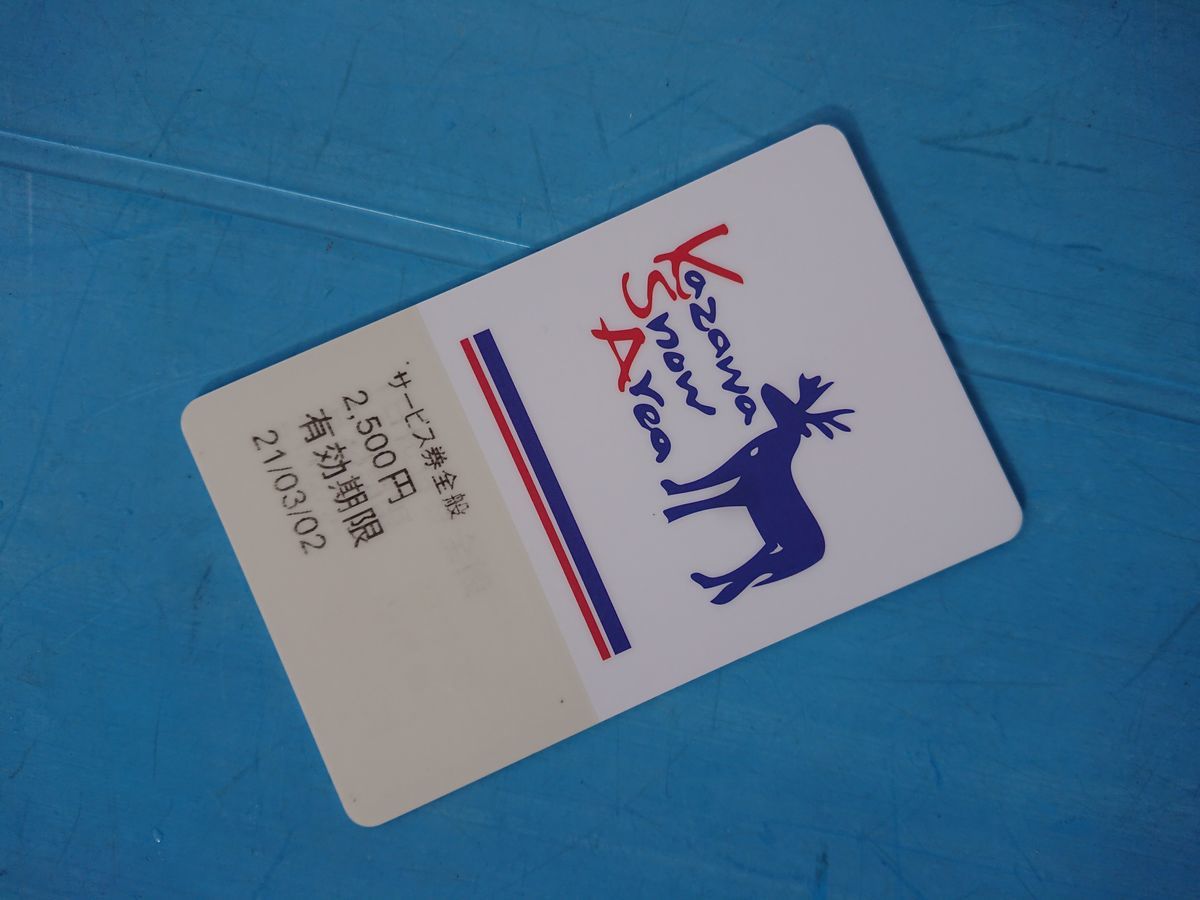 Kazawa
Snow
Area
サービス券全般
2,500円
有効期限
21/03/02